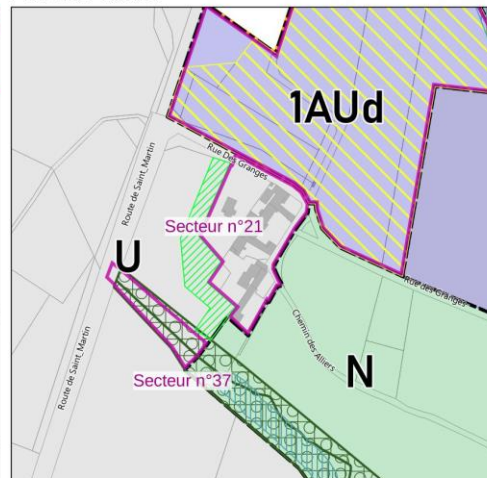 1AUd
Rue Des Granges
Route de Saint_Martin
Secteur n°21
U
Rue des Granges
Chemin des Alliers
N
Secteur n°37
Route de Saint_Martin